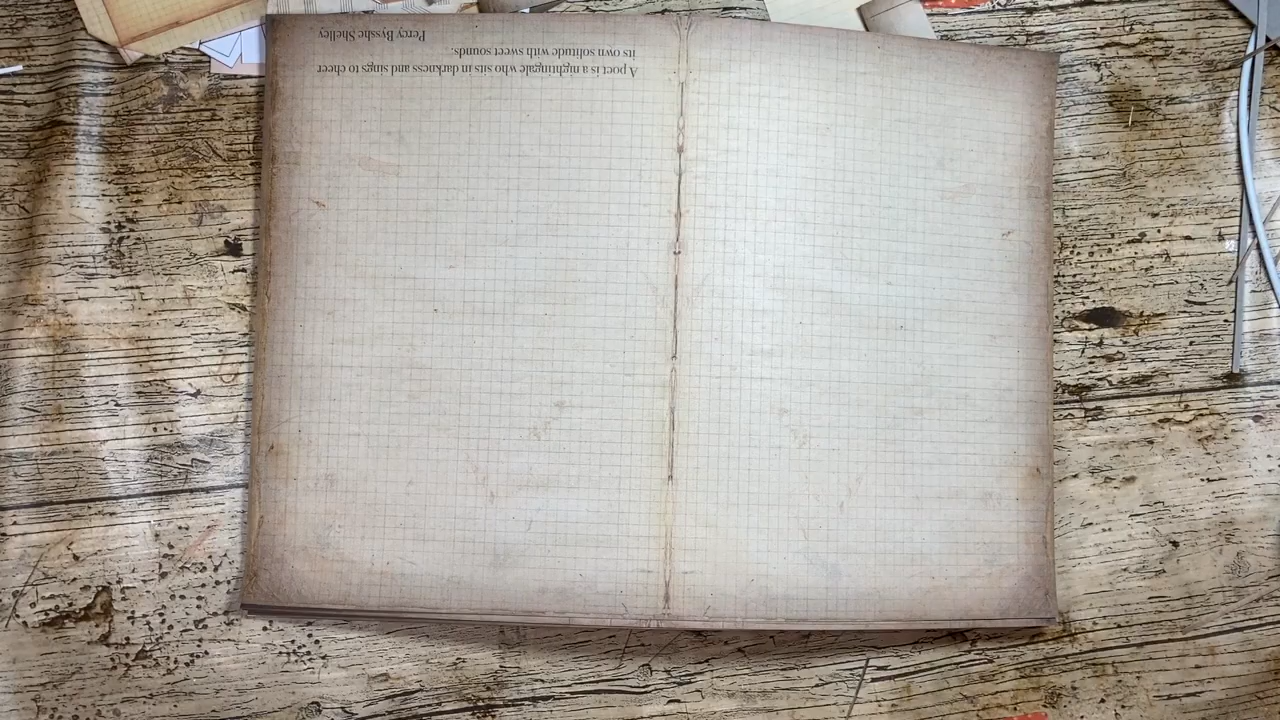 A poet is a nightingale who sits in darkness and sings to cheer
its own solitude with sweet sounds.
Percy Bysshe Shelley